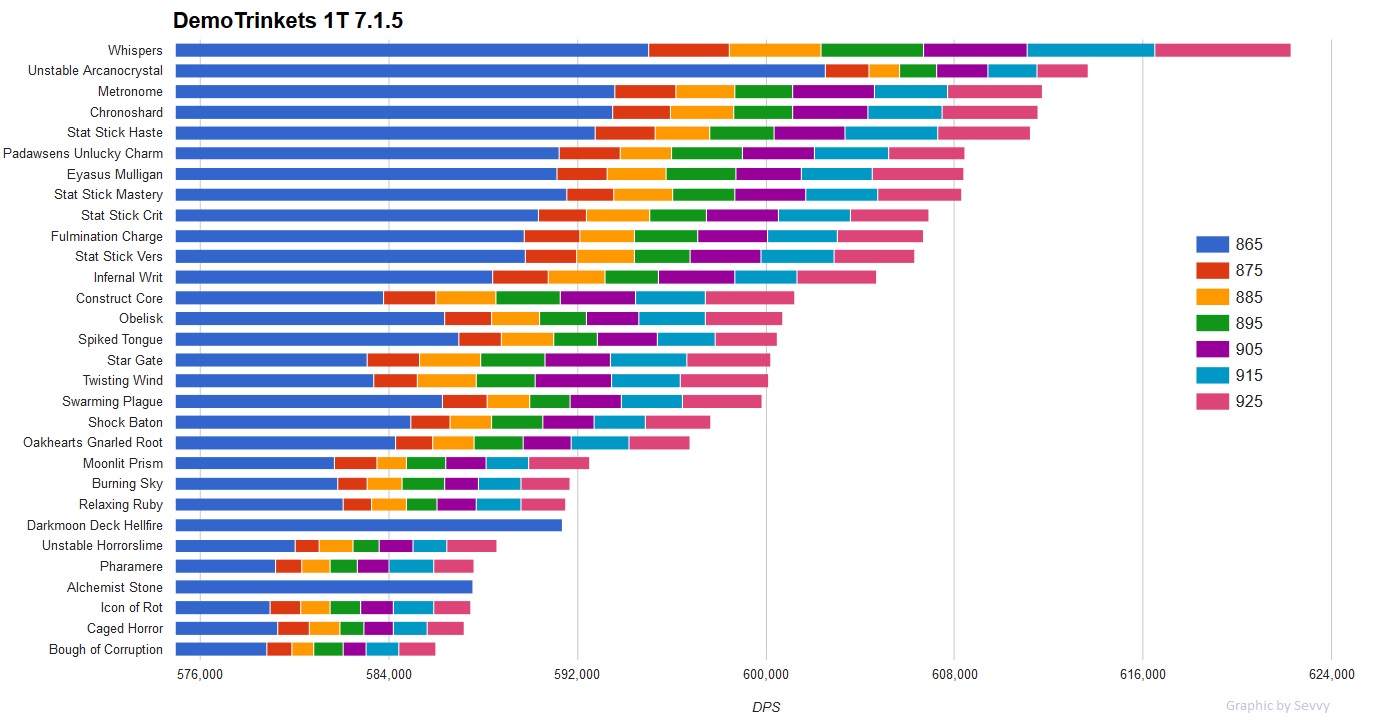 DemoTrinkets 1T 7.1.5
Whispers
Unstable Arcanocrystal
Metronome
Chronoshard
Stat Stick Haste
Padawsens Unlucky Charm
Eyasus Mulligan
Stat Stick Mastery
Stat Stick Crit
Fulmination Charge
Stat Stick Vers
Infernal Writ
Construct Core
Obelisk
Spiked Tongue
Star Gate
Twisting Wind
Swarming Plague
Shock Baton
Oakhearts Gnarled Root
Moonlit Prism
Burning Sky
Relaxing Ruby
Darkmoon Deck Hellfire
Unstable Horrorslime
Pharamere
Alchemist Stone
Icon of Rot
Caged Horror
Bough of Corruption
865
875
885
895
905
915
925
576,000 584,000 592,000 600,000 608,000 616,000 624,000
DPS
Graphic by Sevvy